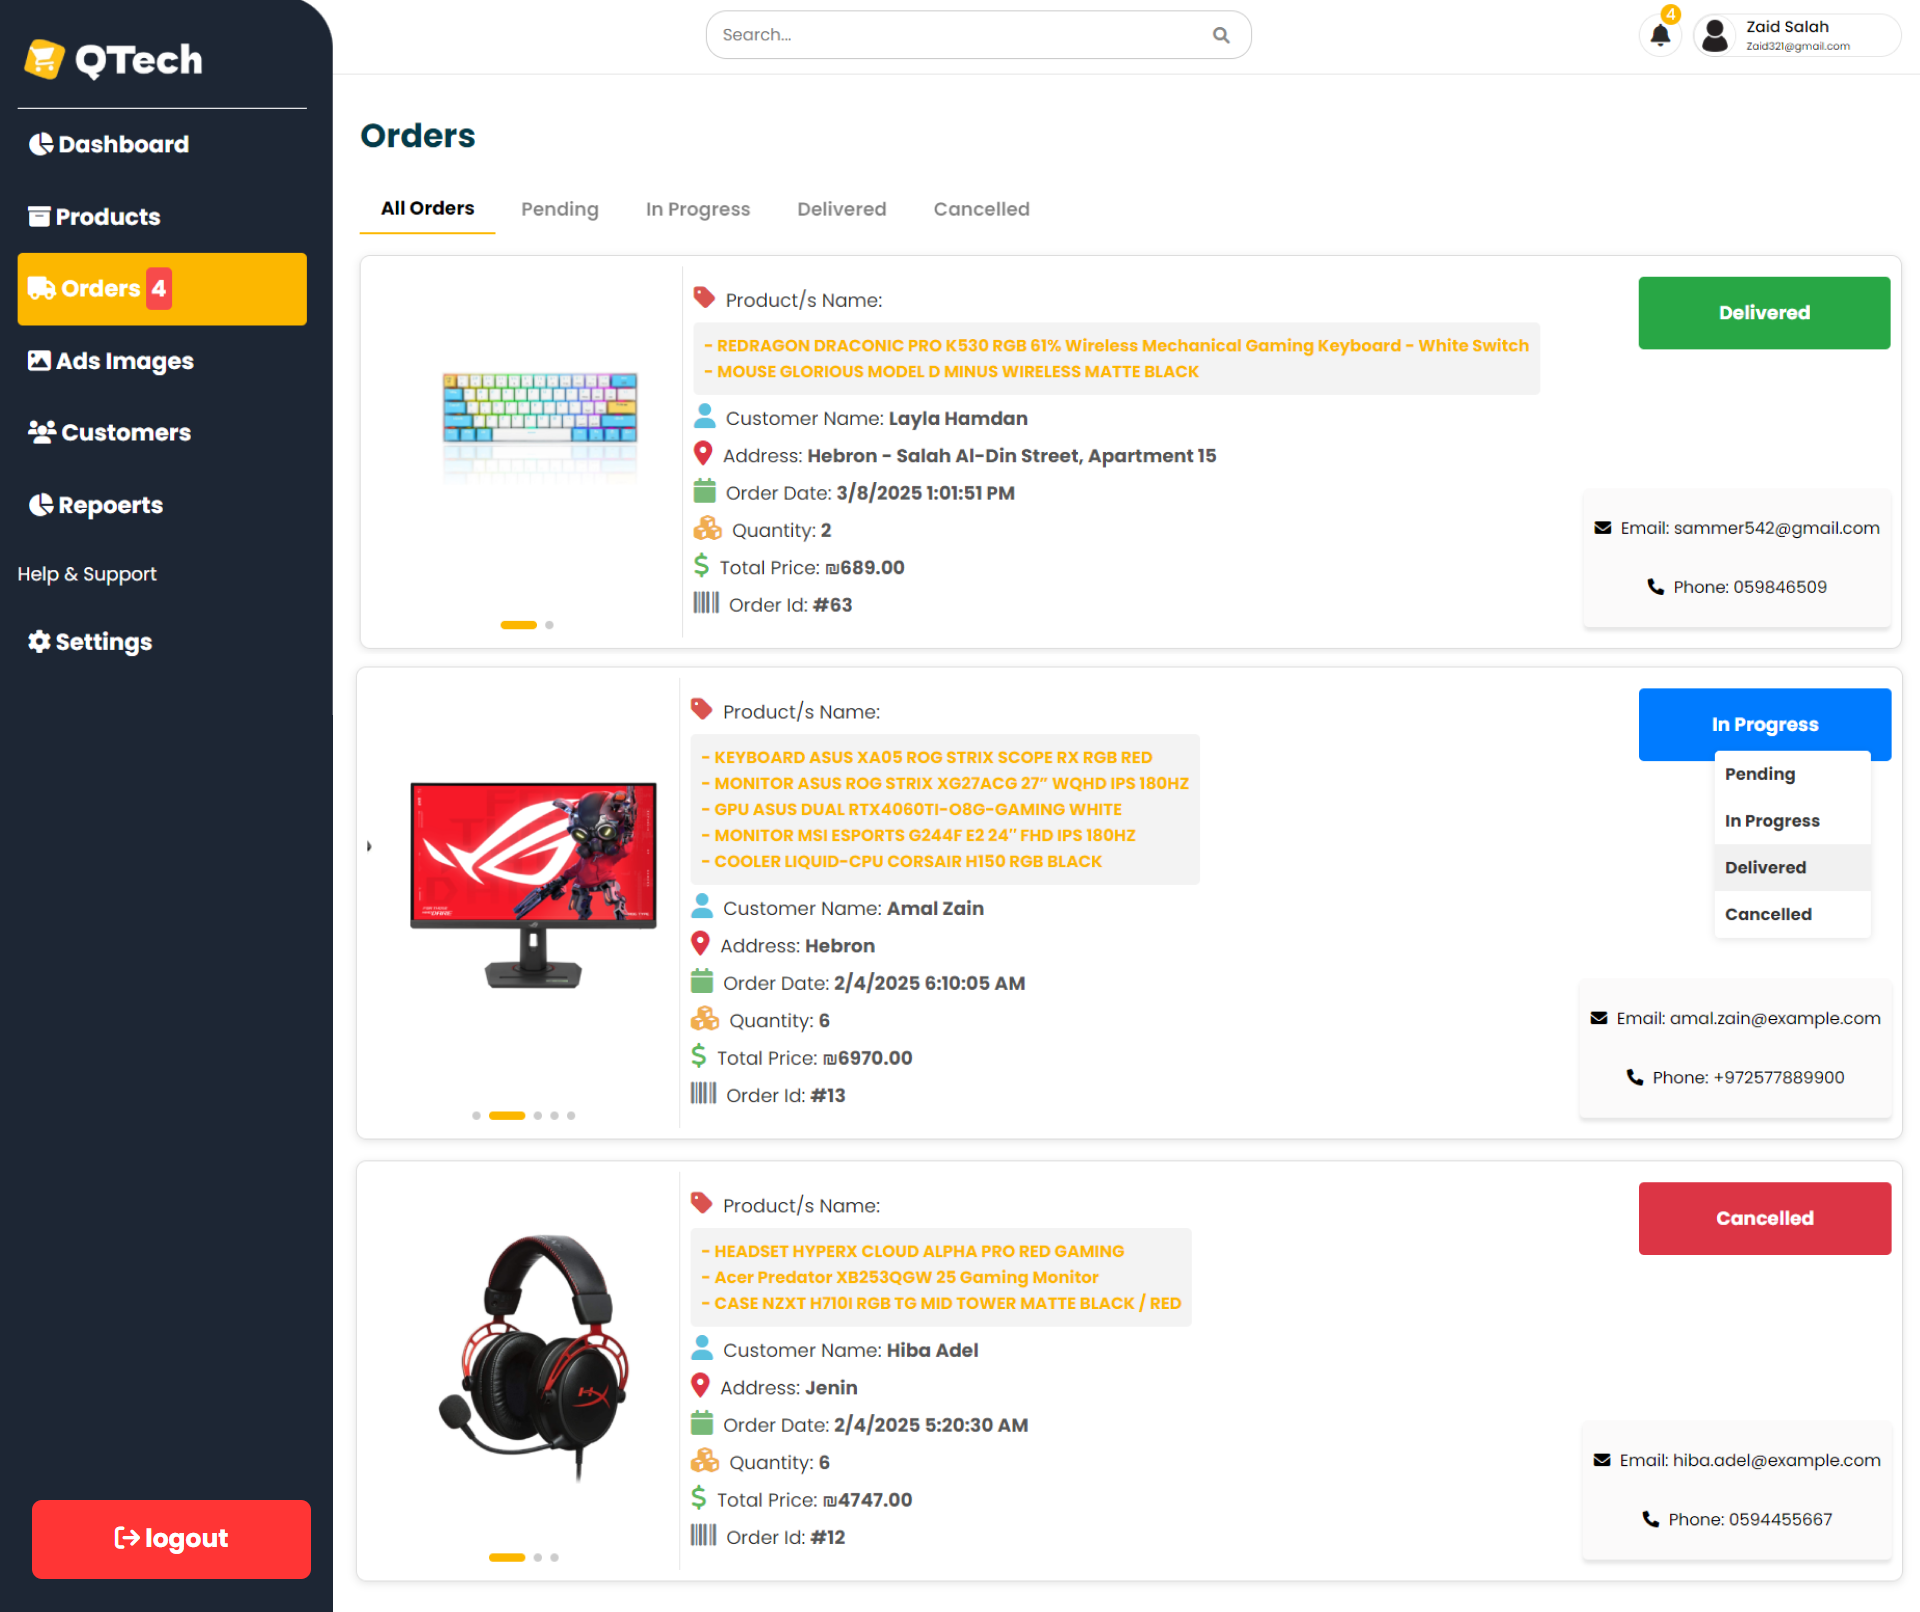 QTech
Dashboard
Products
Orders 4
Ads Images
Customers
Repoerts
Help & Support
Settings
logout
Search...
4
Zaid Salah
Zaid321@gmail.com
Orders
All Orders
Pending
In Progress
Delivered
Cancelled
Product/s Name:
- REDRAGON DRACONIC PRO K530 RGB 61% Wireless Mechanical Gaming Keyboard - White Switch
- MOUSE GLORIOUS MODEL D MINUS WIRELESS MATTE BLACK
Customer Name: Layla Hamdan
Address: Hebron - Salah Al-Din Street, Apartment 15
Order Date: 3/8/2025 1:01:51 PM
Quantity: 2
Total Price: ₪689.00
Order Id: #63
Delivered
Email: sammer542@gmail.com
Phone: 059846509
Product/s Name:
- KEYBOARD ASUS XA05 ROG STRIX SCOPE RX RGB RED
- MONITOR ASUS ROG STRIX XG27ACG 27” WQHD IPS 180HZ
- GPU ASUS DUAL RTX4060TI-O8G-GAMING WHITE
- MONITOR MSI ESPORTS G244F E2 24″ FHD IPS 180HZ
- COOLER LIQUID-CPU CORSAIR H150 RGB BLACK
Customer Name: Amal Zain
Address: Hebron
Order Date: 2/4/2025 6:10:05 AM
Quantity: 6
Total Price: ₪6970.00
Order Id: #13
In Progress
Pending
In Progress
Delivered
Cancelled
Email: amal.zain@example.com
Phone: +972577889900
Product/s Name:
- HEADSET HYPERX CLOUD ALPHA PRO RED GAMING
- Acer Predator XB253QGW 25 Gaming Monitor
- CASE NZXT H710I RGB TG MID TOWER MATTE BLACK / RED
Customer Name: Hiba Adel
Address: Jenin
Order Date: 2/4/2025 5:20:30 AM
Quantity: 6
Total Price: ₪4747.00
Order Id: #12
Cancelled
Email: hiba.adel@example.com
Phone: 0594455667
HX